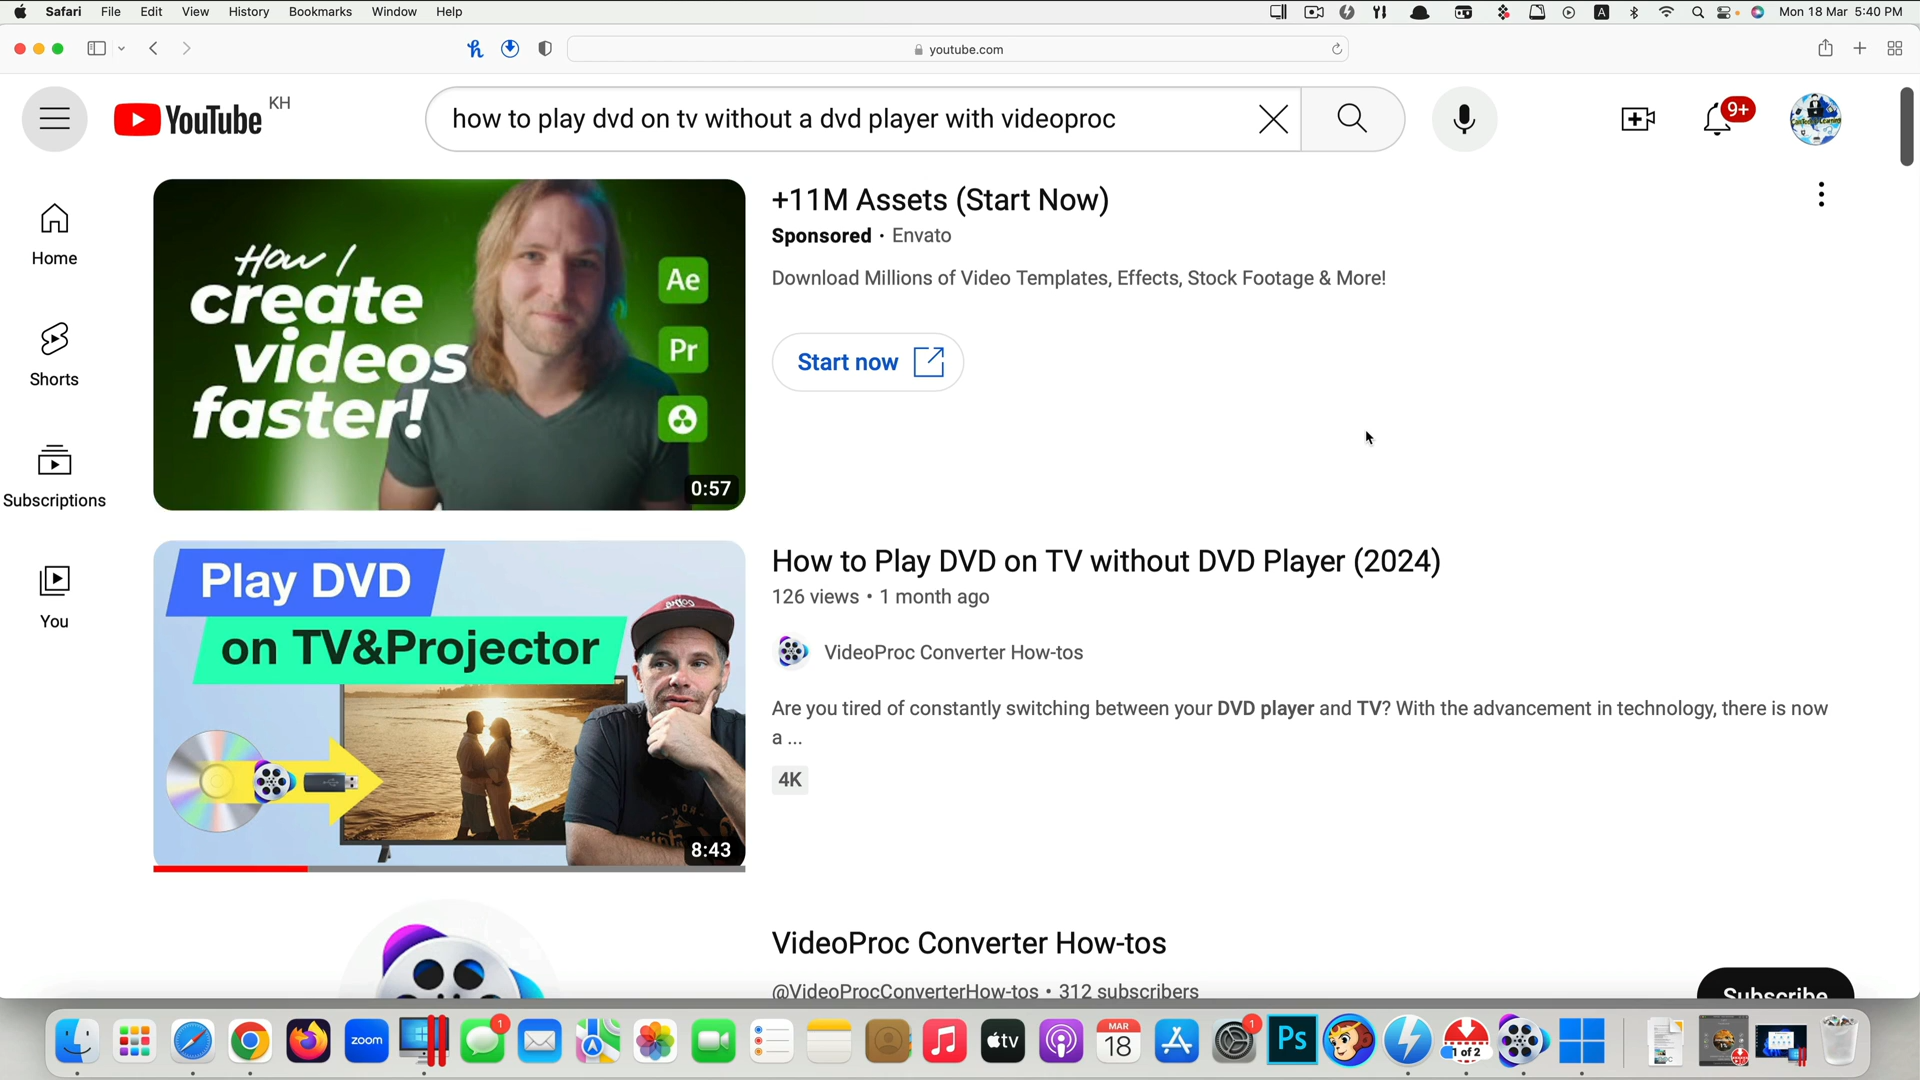 Safari File Edit View History Bookmarks Window Help
A
Mon 18 Mar 5:40 PM
youtube.com
YouTube KH
how to play dvd on tv without a dvd player with videoproc
9+
Home
Shorts
Subscriptions
You
How I
create
videos
faster!
Ae
Pr
0:57
+11M Assets (Start Now)
Sponsored • Envato
Download Millions of Video Templates, Effects, Stock Footage & More!
Start now
Play DVD
on TV&Projector
8:43
How to Play DVD on TV without DVD Player (2024)
126 views • 1 month ago
VideoProc Converter How-tos
Are you tired of constantly switching between your DVD player and TV? With the advancement in technology, there is now
a ...
4K
VideoProc Converter How-tos
@VideoProcConverterHow-tos • 312 subscribers
Subscribe
zoom
1
tv
MAR
18
1
Ps
1 of 2